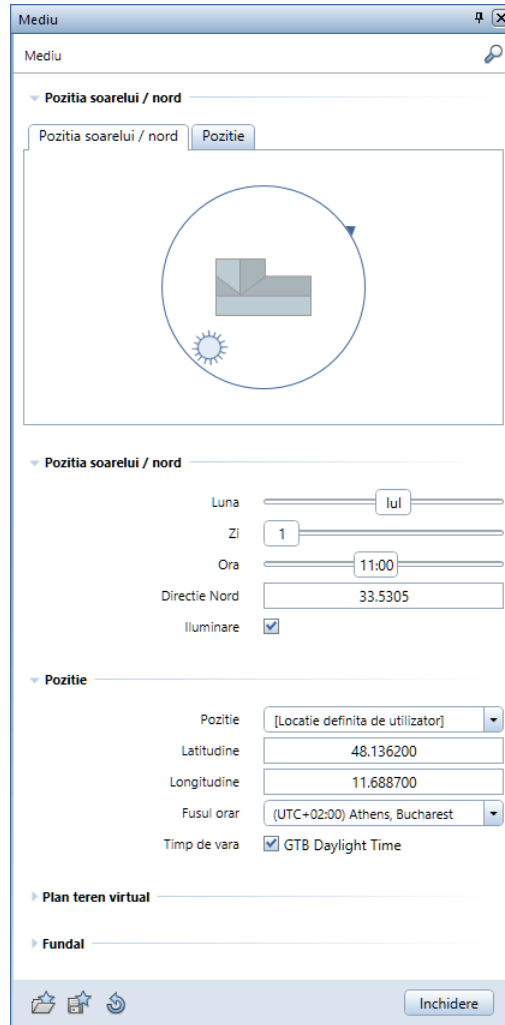 Mediu
Mediu
Pozitia soarelui / nord
Pozitia soarelui / nord Pozitie
Pozitia soarelui / nord
Luna Iul
Zi 1
Ora 11:00
Directie Nord 33.5305
Iluminare
Pozitie
Pozitie [Locatie definita de utilizator]
Latitudine 48.136200
Longitudine 11.688700
Fusul orar (UTC+02:00) Athens, Bucharest
Timp de vara GTB Daylight Time
Plan teren virtual
Fundal
Inchidere